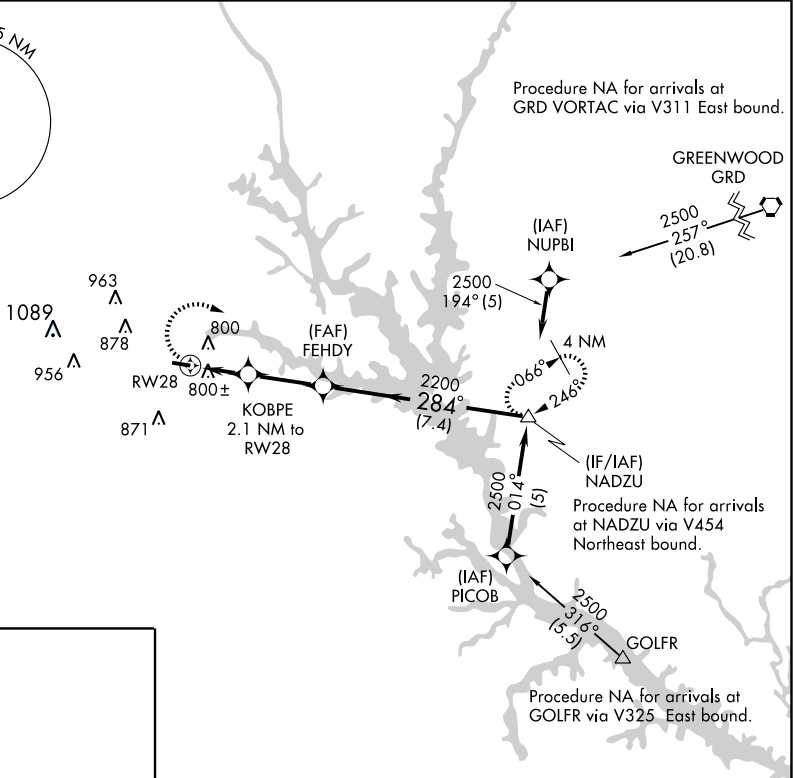 5 NM
Procedure NA for arrivals at
GRD VORTAC via V311 East bound.
GREENWOOD
GRD
2500
257°
(20.8)
(IAF)
NUPBI
2500
194° (5)
963
1089
878
956
800
(FAF)
FEHDY
4 NM
066°
246°
RW28
800±
KOBPE
2.1 NM to
RW28
871
2200
284°
(7.4)
(IF/IAF)
NADZU
2500
014°
(5)
Procedure NA for arrivals
at NADZU via V454
Northeast bound.
(IAF)
PICOB
2500
316°
(5.5)
GOLFR
Procedure NA for arrivals at
GOLFR via V325 East bound.